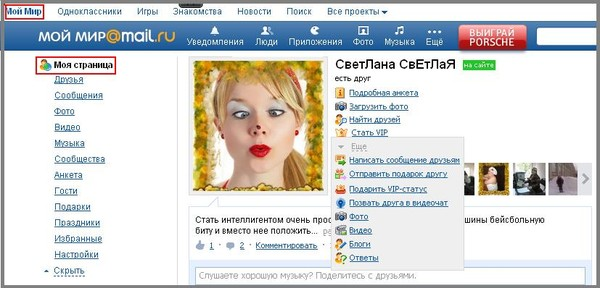 Мой Мир Одноклассники Игры Знакомства Новости Поиск Все проекты
МОЙ МИР@mail.ru
Уведомления Люди Приложения Фото Музыка Ещё
ВЫИГРАЙ
PORSCHE
Моя страница
Друзья
Сообщения
Фото
Видео
Музыка
Сообщества
Анкета
Гости
Подарки
Праздники
Избранное
Настройки
Скрыть
СветЛана СвЕтЛаЯ на сайте
есть друг
Подробная анкета
Загрузить фото
Найти друзей
Стать VIP
Еще
Написать сообщение друзьям
Отправить подарок другу
Подарить VIP-статус
Позвать друга в видеочат
Фото
Видео
Блоги
Ответы
Стать интеллигентом очень прос шины бейсбольную
биту и вместо нее положить...
1 2 Комментировать
Слушаете хорошую музыку? Поделитесь с друзьями.